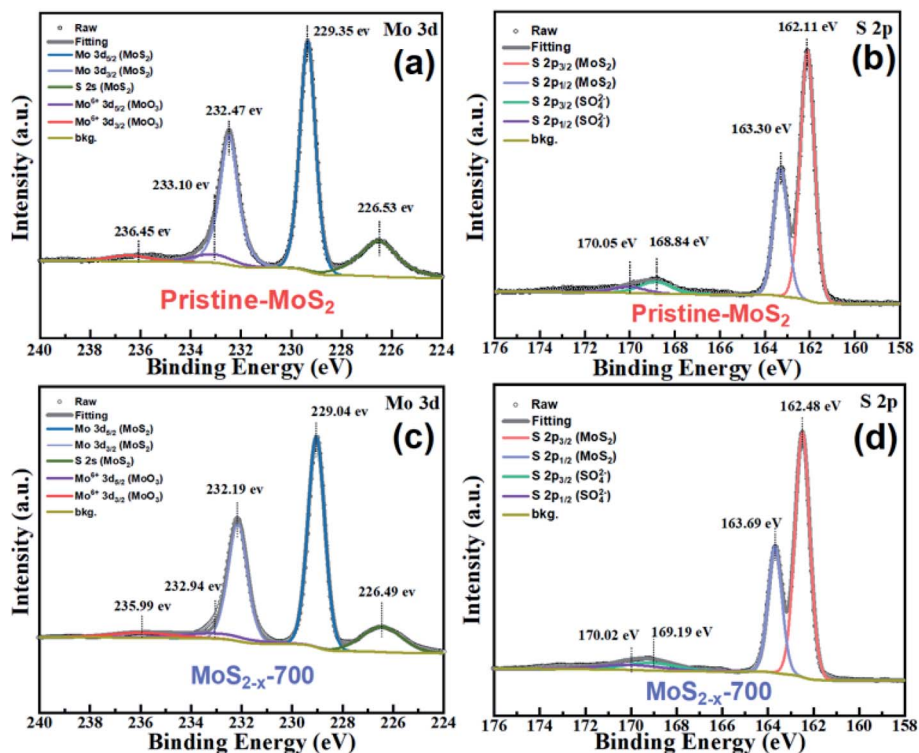 Mo 3d
(a)
Raw
Fitting
Mo 3d₅/₂ (MoS₂)
Mo 3d₃/₂ (MoS₂)
S 2s (MoS₂)
Mo⁶⁺ 3d₅/₂ (MoO₃)
Mo⁶⁺ 3d₃/₂ (MoO₃)
bkg.
229.35 ev
232.47 ev
233.10 ev
236.45 ev
226.53 ev
Pristine-MoS₂
Intensity (a.u.)
240 238 236 234 232 230 229 228 226 224
Binding Energy (eV)
S 2p
(b)
Raw
Fitting
S 2p₃/₂ (MoS₂)
S 2p₁/₂ (MoS₂)
S 2p₃/₂ (SO₄²⁻)
S 2p₁/₂ (SO₄²⁻)
bkg.
162.11 eV
163.30 eV
170.05 eV
168.84 eV
Pristine-MoS₂
Intensity (a.u.)
176 174 172 170 168 166 164 162 160 158
Binding Energy (eV)
Mo 3d
(c)
Raw
Fitting
Mo 3d₅/₂ (MoS₂)
Mo 3d₃/₂ (MoS₂)
S 2s (MoS₂)
Mo⁶⁺ 3d₅/₂ (MoO₃)
Mo⁶⁺ 3d₃/₂ (MoO₃)
bkg.
229.04 ev
232.19 ev
232.94 ev
235.99 ev
226.49 ev
MoS₂₋ₓ-700
Intensity (a.u.)
240 238 236 234 232 230 229 228 226 224
Binding Energy (eV)
S 2p
(d)
Raw
Fitting
S 2p₃/₂ (MoS₂)
S 2p₁/₂ (MoS₂)
S 2p₃/₂ (SO₄²⁻)
S 2p₁/₂ (SO₄²⁻)
bkg.
162.48 eV
163.69 eV
170.02 eV
169.19 eV
MoS₂₋ₓ-700
Intensity (a.u.)
176 174 172 170 168 166 164 162 160 158
Binding Energy (eV)